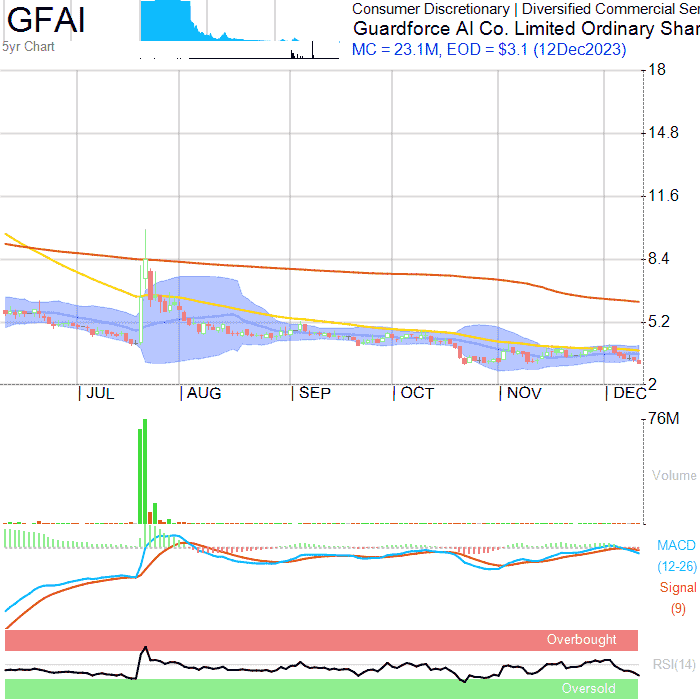 GFAI
5yr Chart
Consumer Discretionary | Diversified Commercial Ser
Guardforce AI Co. Limited Ordinary Shar
MC = 23.1M, EOD = $3.1 (12Dec2023)
18
14.8
11.6
8.4
5.2
2
JUL AUG SEP OCT NOV DEC
76M
Volume
MACD
(12-26)
Signal
(9)
Overbought
RSI(14)
Oversold